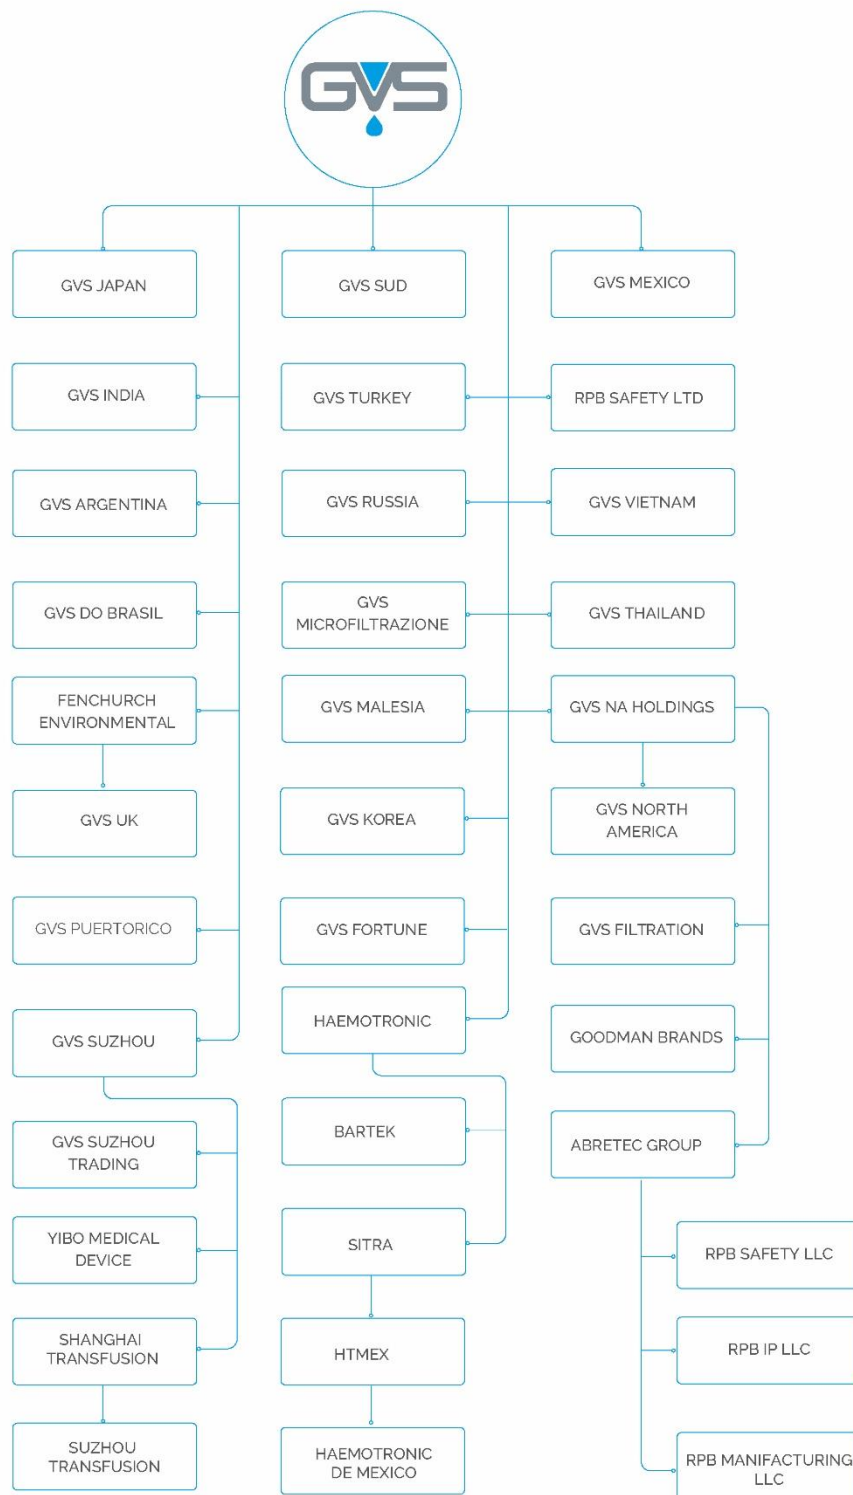 GVS
GVS JAPAN
GVS SUD
GVS MEXICO
GVS INDIA
GVS TURKEY
RPB SAFETY LTD
GVS ARGENTINA
GVS RUSSIA
GVS VIETNAM
GVS DO BRASIL
GVS
MICROFILTRAZIONE
GVS THAILAND
FENCHURCH
ENVIRONMENTAL
GVS MALESIA
GVS NA HOLDINGS
GVS UK
GVS KOREA
GVS NORTH
AMERICA
GVS PUERTORICO
GVS FORTUNE
GVS FILTRATION
GVS SUZHOU
HAEMOTRONIC
GOODMAN BRANDS
GVS SUZHOU
TRADING
BARTEK
ABRETEC GROUP
YIBO MEDICAL
DEVICE
SITRA
RPB SAFETY LLC
SHANGHAI
TRANSFUSION
HTMEX
RPB IP LLC
SUZHOU
TRANSFUSION
HAEMOTRONIC
DE MEXICO
RPB MANIFACTURING
LLC